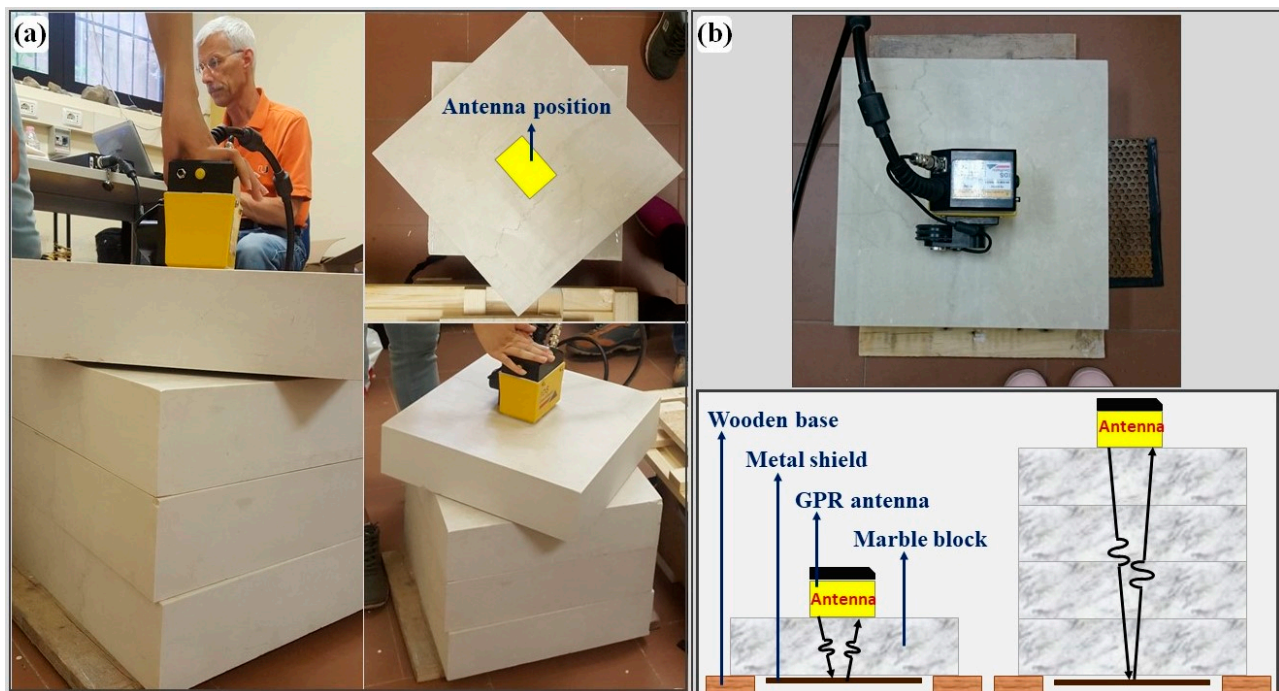 (a)
Antenna position
(b)
Wooden base
Metal shield
GPR antenna
Marble block
Antenna
Antenna